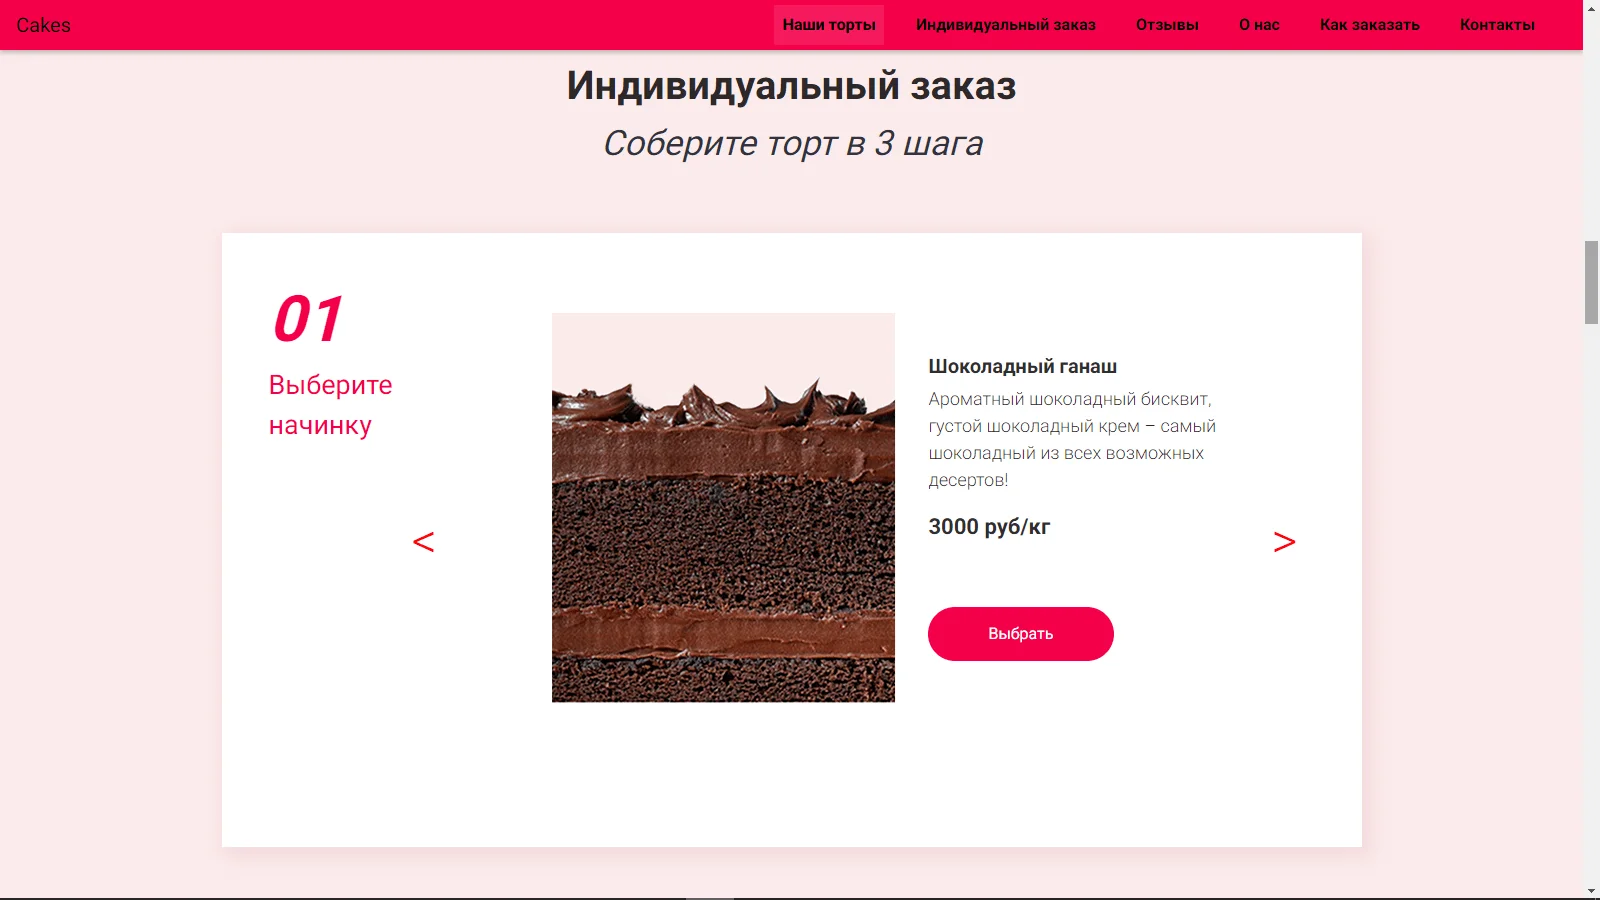 Cakes
Наши торты
Индивидуальный заказ
Отзывы
О нас
Как заказать
Контакты
Индивидуальный заказ
Соберите торт в 3 шага
01
Выберите
начинку
<
Шоколадный ганаш
Ароматный шоколадный бисквит,
густой шоколадный крем – самый
шоколадный из всех возможных
десертов!
3000 руб/кг
>
Выбрать